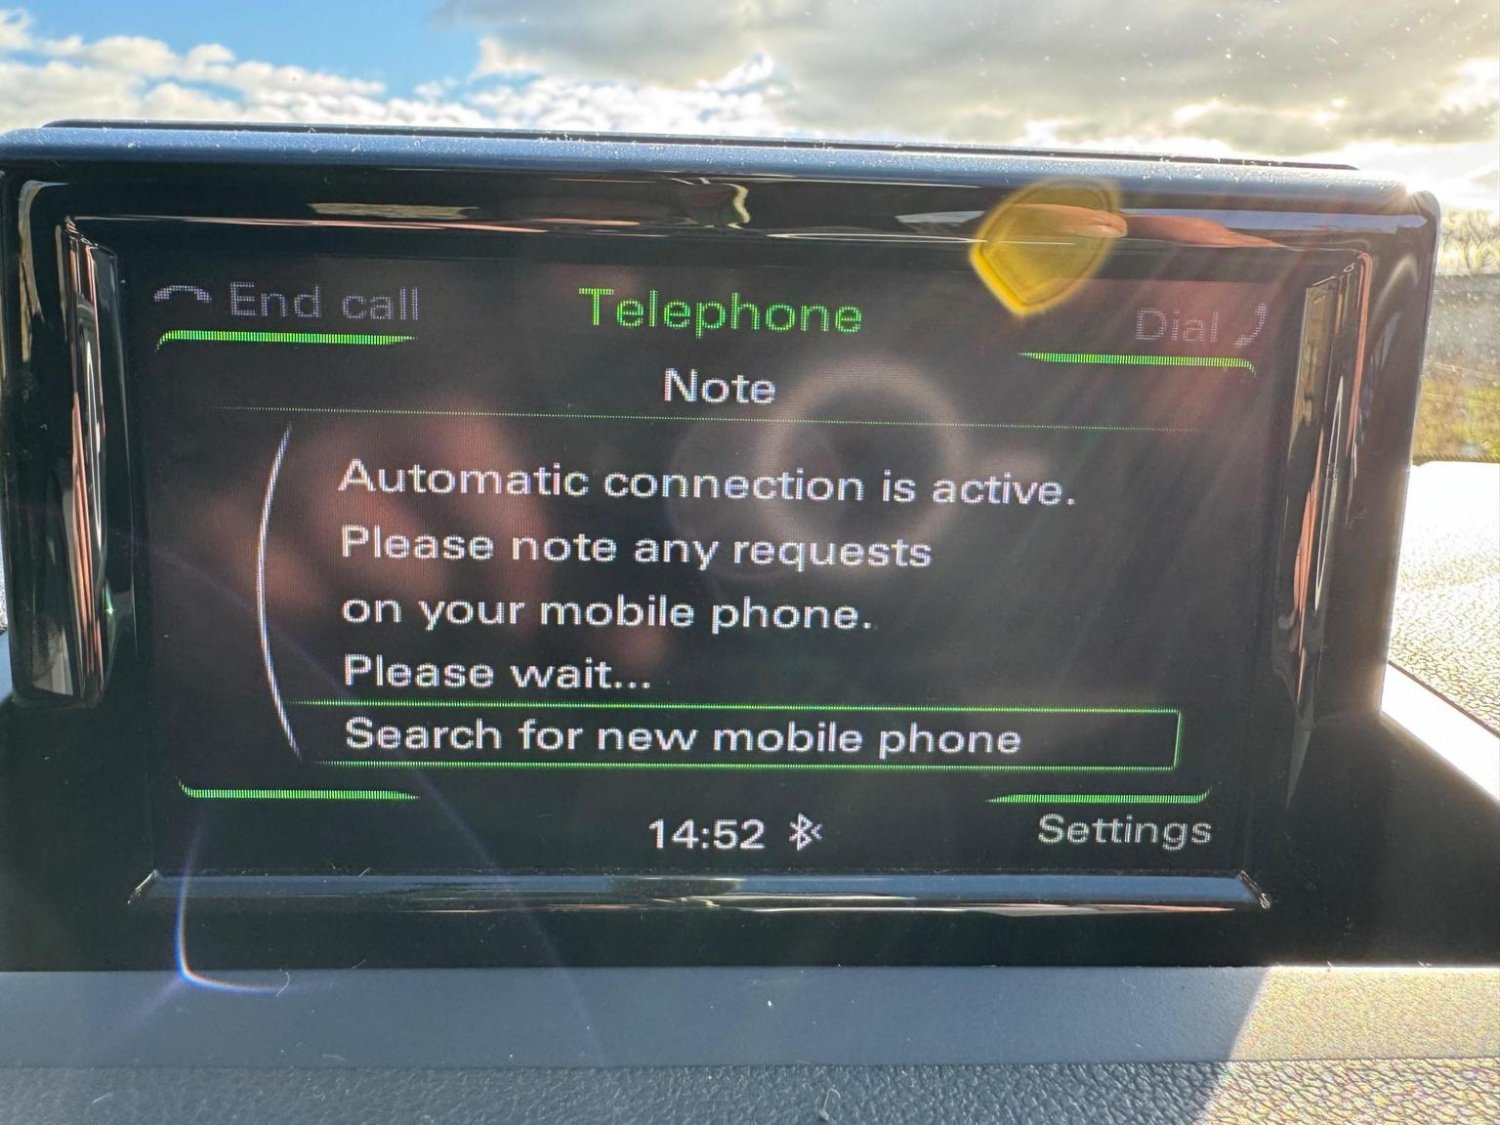 End call
Telephone
Dial
Note
Automatic connection is active.
Please note any requests
on your mobile phone.
Please wait...
Search for new mobile phone
14:52
Settings